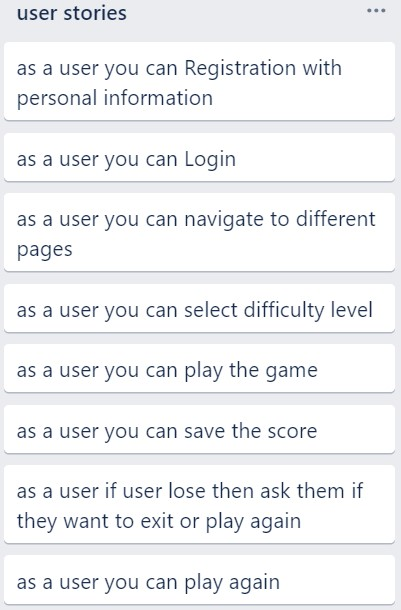 user stories
as a user you can Registration with
personal information
as a user you can Login
as a user you can navigate to different
pages
as a user you can select difficulty level
as a user you can play the game
as a user you can save the score
as a user if user lose then ask them if
they want to exit or play again
as a user you can play again